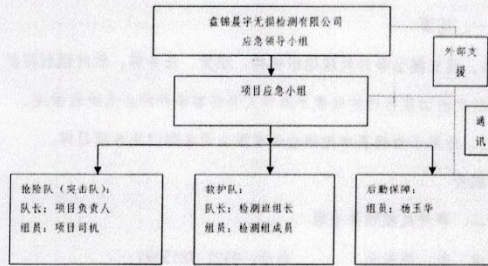 盘锦晨宇无损检测有限公司
应急领导小组
外部支
援
项目应急小组
通
讯
抢险队（突击队）：
队长：项目负责人
组员：项目司机
救护队：
队长：检测班组长
组员：检测组成员
后勤保障：
组员：杨玉华